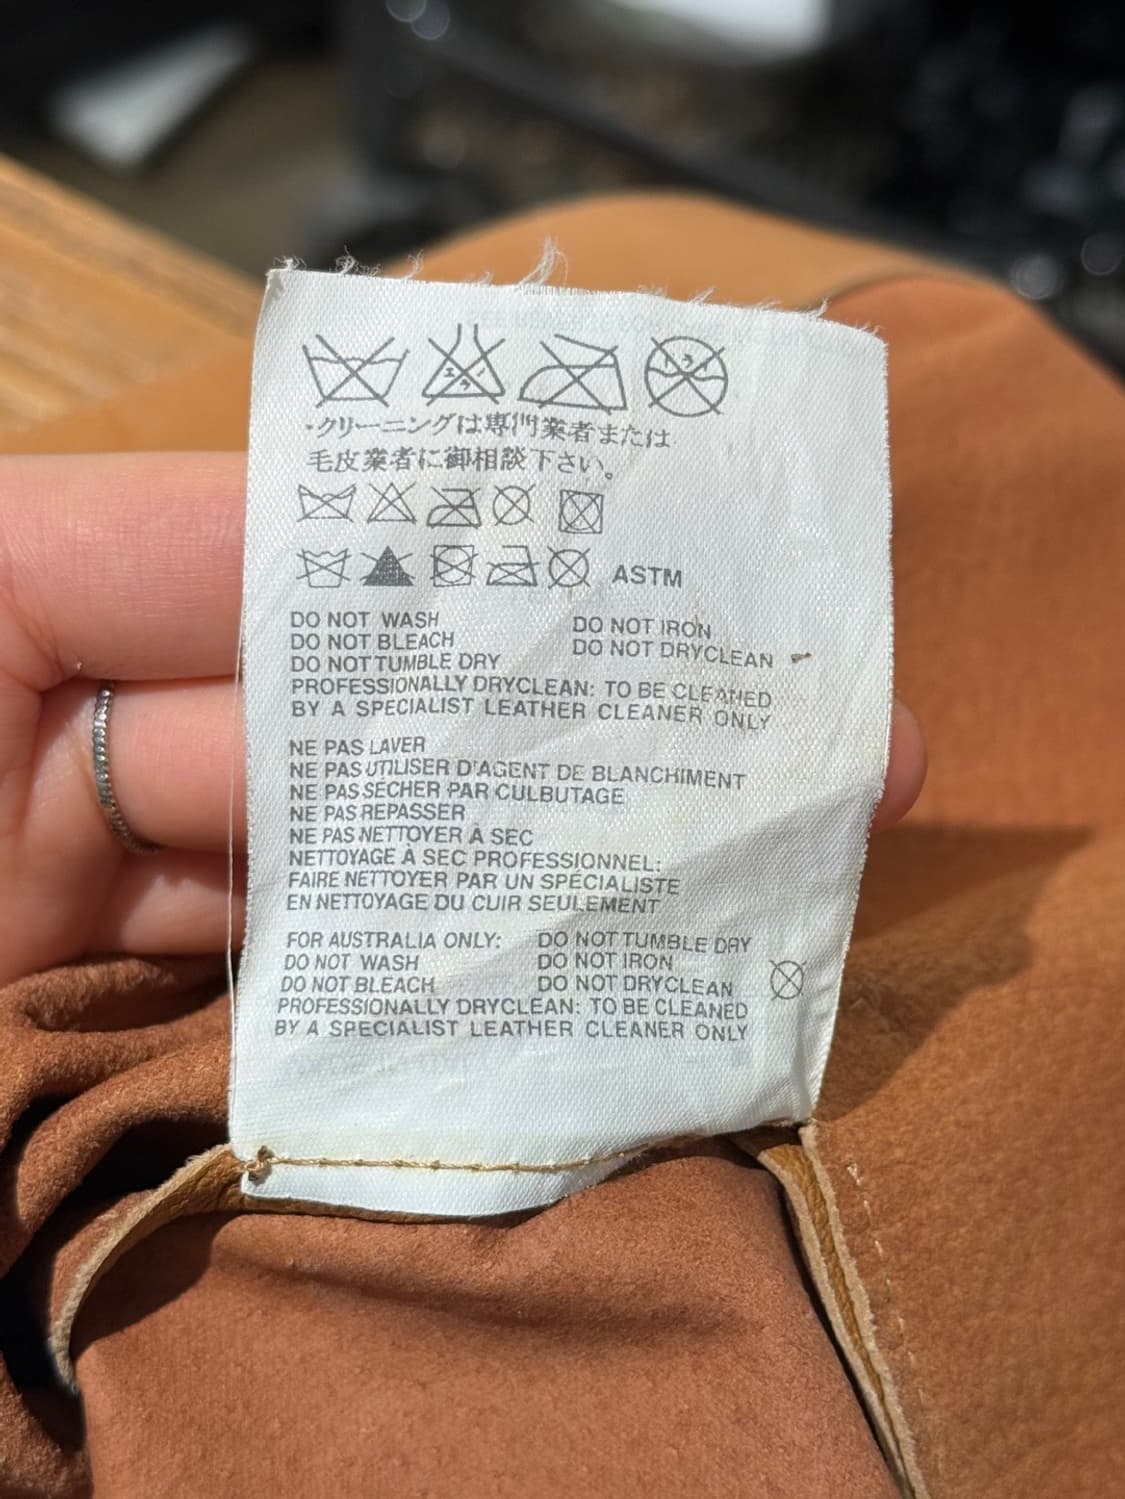 エンソ
ドライ
・クリーニングは専門業者または
毛皮業者に御相談下さい。
ASTM
DO NOT WASH DO NOT IRON
DO NOT BLEACH DO NOT DRYCLEAN
DO NOT TUMBLE DRY
PROFESSIONALLY DRYCLEAN: TO BE CLEANED
BY A SPECIALIST LEATHER CLEANER ONLY
NE PAS LAVER
NE PAS UTILISER D'AGENT DE BLANCHIMENT
NE PAS SÉCHER PAR CULBUTAGE
NE PAS REPASSER
NE PAS NETTOYER À SEC
NETTOYAGE À SEC PROFESSIONNEL:
FAIRE NETTOYER PAR UN SPÉCIALISTE
EN NETTOYAGE DU CUIR SEULEMENT
FOR AUSTRALIA ONLY: DO NOT TUMBLE DRY
DO NOT WASH DO NOT IRON
DO NOT BLEACH DO NOT DRYCLEAN
PROFESSIONALLY DRYCLEAN: TO BE CLEANED
BY A SPECIALIST LEATHER CLEANER ONLY